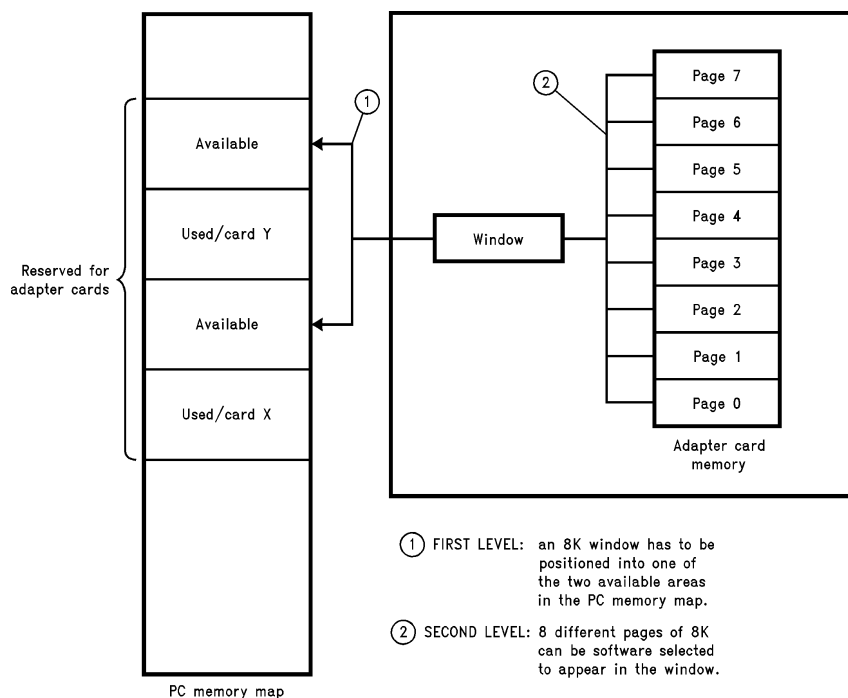 Available
Used/card Y
Available
Used/card X
Reserved for
adapter cards
PC memory map
1
Window
2
Page 7
Page 6
Page 5
Page 4
Page 3
Page 2
Page 1
Page 0
Adapter card
memory
1 FIRST LEVEL: an 8K window has to be
positioned into one of
the two available areas
in the PC memory map.
2 SECOND LEVEL: 8 different pages of 8K
can be software selected
to appear in the window.